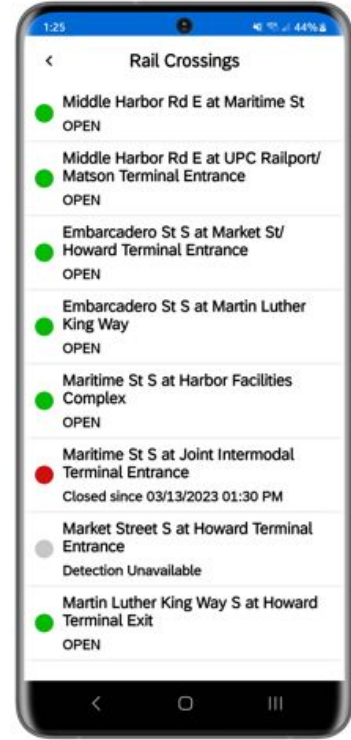 1:25
44%
Rail Crossings
Middle Harbor Rd E at Maritime St
OPEN
Middle Harbor Rd E at UPC Railport/
Matson Terminal Entrance
OPEN
Embarcadero St S at Market St/
Howard Terminal Entrance
OPEN
Embarcadero St S at Martin Luther
King Way
OPEN
Maritime St S at Harbor Facilities
Complex
OPEN
Maritime St S at Joint Intermodal
Terminal Entrance
Closed since 03/13/2023 01:30 PM
Market Street S at Howard Terminal
Entrance
Detection Unavailable
Martin Luther King Way S at Howard
Terminal Exit
OPEN